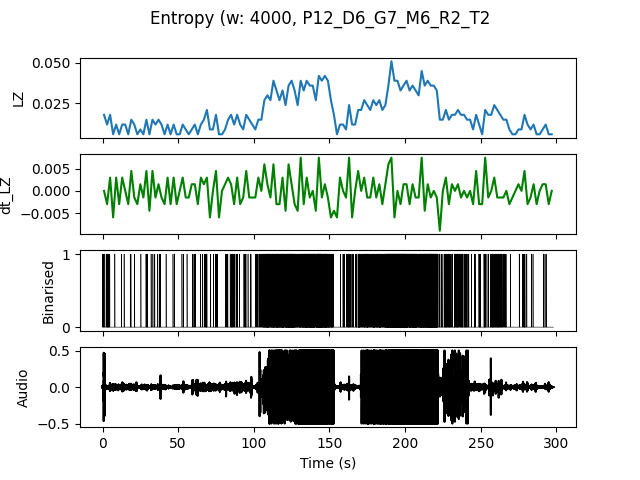 Entropy (w: 4000, P12_D6_G7_M6_R2_T2
0.050
0.025
LZ
0.005
0.000
−0.005
dt_LZ
1
0
Binarised
0.5
0.0
−0.5
Audio
0 50 100 150 200 250 300
Time (s)